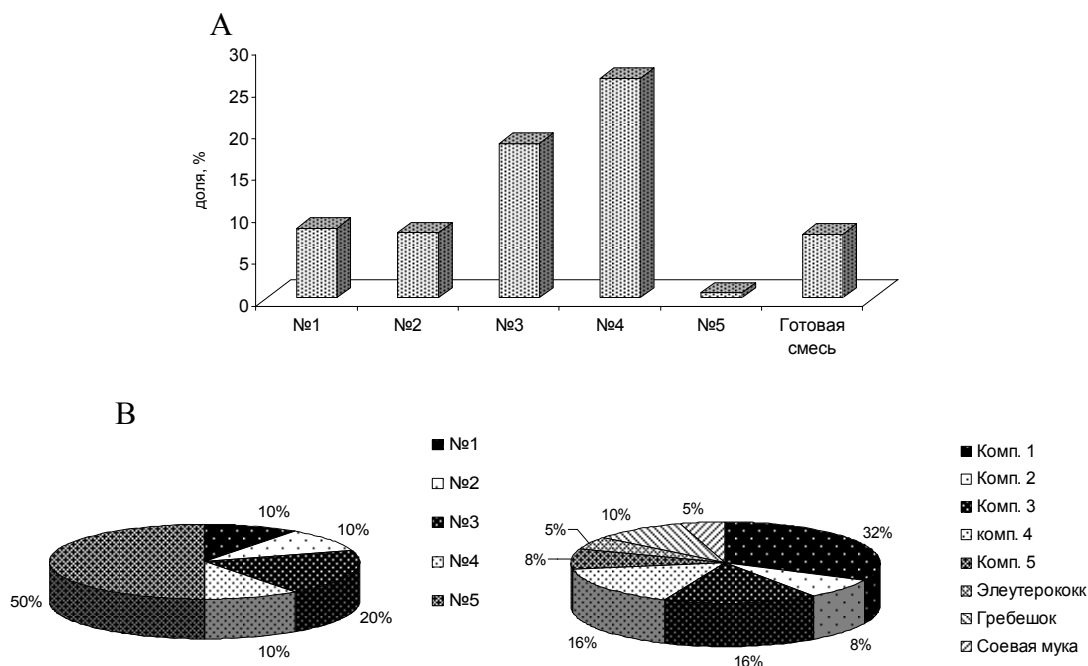 A
доля, %
30
25
20
15
10
5
0
№1
№2
№3
№4
№5
Готовая
смесь
B
10%
10%
20%
10%
50%
№1
№2
№3
№4
№5
32%
8%
16%
16%
8%
5%
10%
5%
Комп. 1
Комп. 2
Комп. 3
комп. 4
Комп. 5
Элеутерококк
Гребешок
Соевая мука